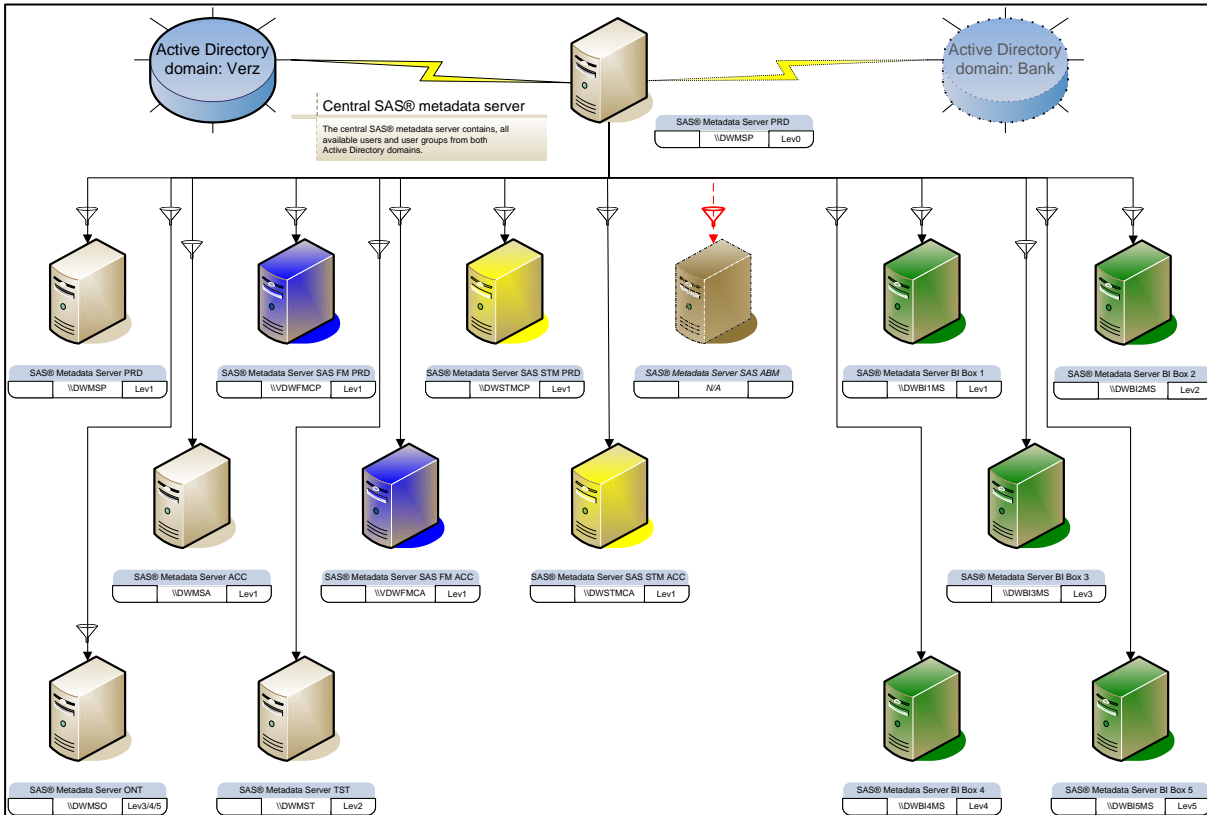 Active Directory
domain: Verz
Active Directory
domain: Bank
Central SAS® metadata server
The central SAS® metadata server contains, all
available users and user groups from both
Active Directory domains.
SAS® Metadata Server PRD
\\DWMSP Lev0
SAS® Metadata Server PRD
\\DWMSP Lev1
SAS® Metadata Server SAS FM PRD
\\VDWFMCP Lev1
SAS® Metadata Server SAS STM PRD
\\DWSTMCP Lev1
SAS® Metadata Server SAS ABM
N/A
SAS® Metadata Server BI Box 1
\\DWBI1MS Lev1
SAS® Metadata Server BI Box 2
\\DWBI2MS Lev2
SAS® Metadata Server ACC
\\DWMSA Lev1
SAS® Metadata Server SAS FM ACC
\\VDWFMCA Lev1
SAS® Metadata Server SAS STM ACC
\\DWSTMCA Lev1
SAS® Metadata Server BI Box 3
\\DWBI3MS Lev3
SAS® Metadata Server ONT
\\DWMSO Lev3/4/5
SAS® Metadata Server TST
\\DWMST Lev2
SAS® Metadata Server BI Box 4
\\DWBI4MS Lev4
SAS® Metadata Server BI Box 5
\\DWBI5MS Lev5